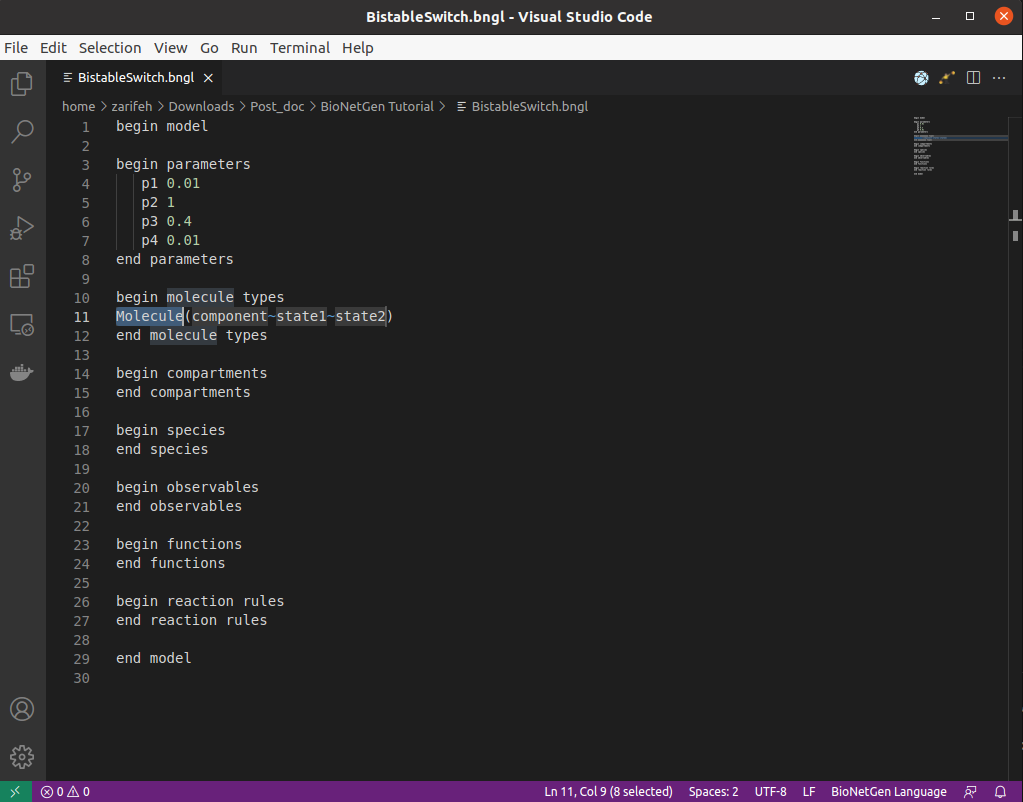 BistableSwitch.bngl - Visual Studio Code
File Edit Selection View Go Run Terminal Help
BistableSwitch.bngl
home > zarifeh > Downloads > Post_doc > BioNetGen Tutorial > BistableSwitch.bngl
1 begin model
2
3 begin parameters
4 p1 0.01
5 p2 1
6 p3 0.4
7 p4 0.01
8 end parameters
9
10 begin molecule types
11 Molecule(component~state1~state2)
12 end molecule types
13
14 begin compartments
15 end compartments
16
17 begin species
18 end species
19
20 begin observables
21 end observables
22
23 begin functions
24 end functions
25
26 begin reaction rules
27 end reaction rules
28
29 end model
30
0 0 Ln 11, Col 9 (8 selected) Spaces: 2 UTF-8 LF BioNetGen Language